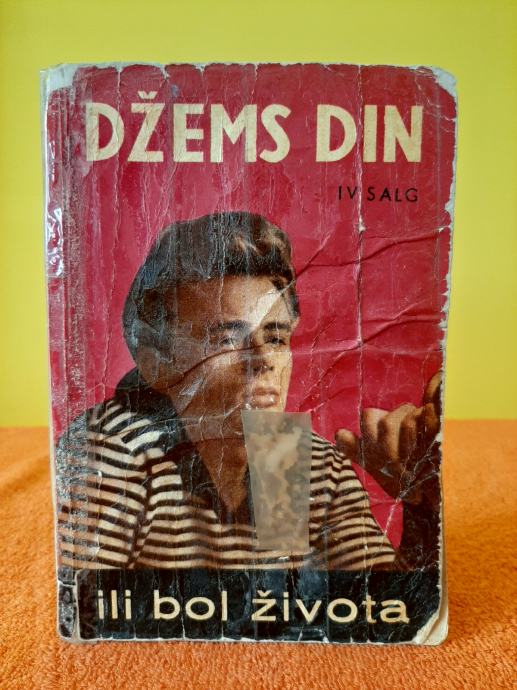 DŽEMS DIN
IV SALG
ili bol života